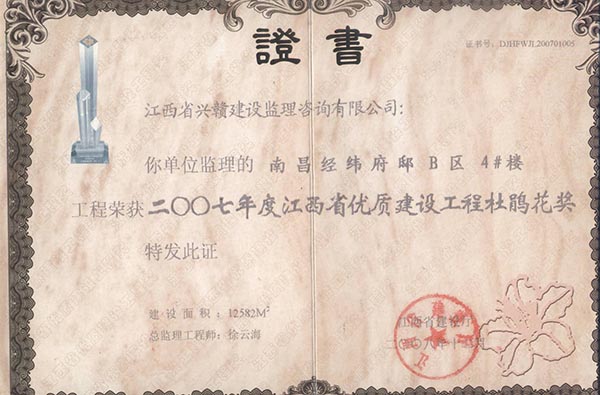 證書
证书号：DJHFWJL200701005
江西省兴赣建设监理咨询有限公司：
你单位监理的 南昌经纬府邸B区4#楼
工程荣获 二〇〇七年度江西省优质建设工程杜鹃花奖
特发此证
建设面积：12582M²
总监理工程师：徐云海
江西省建设厅